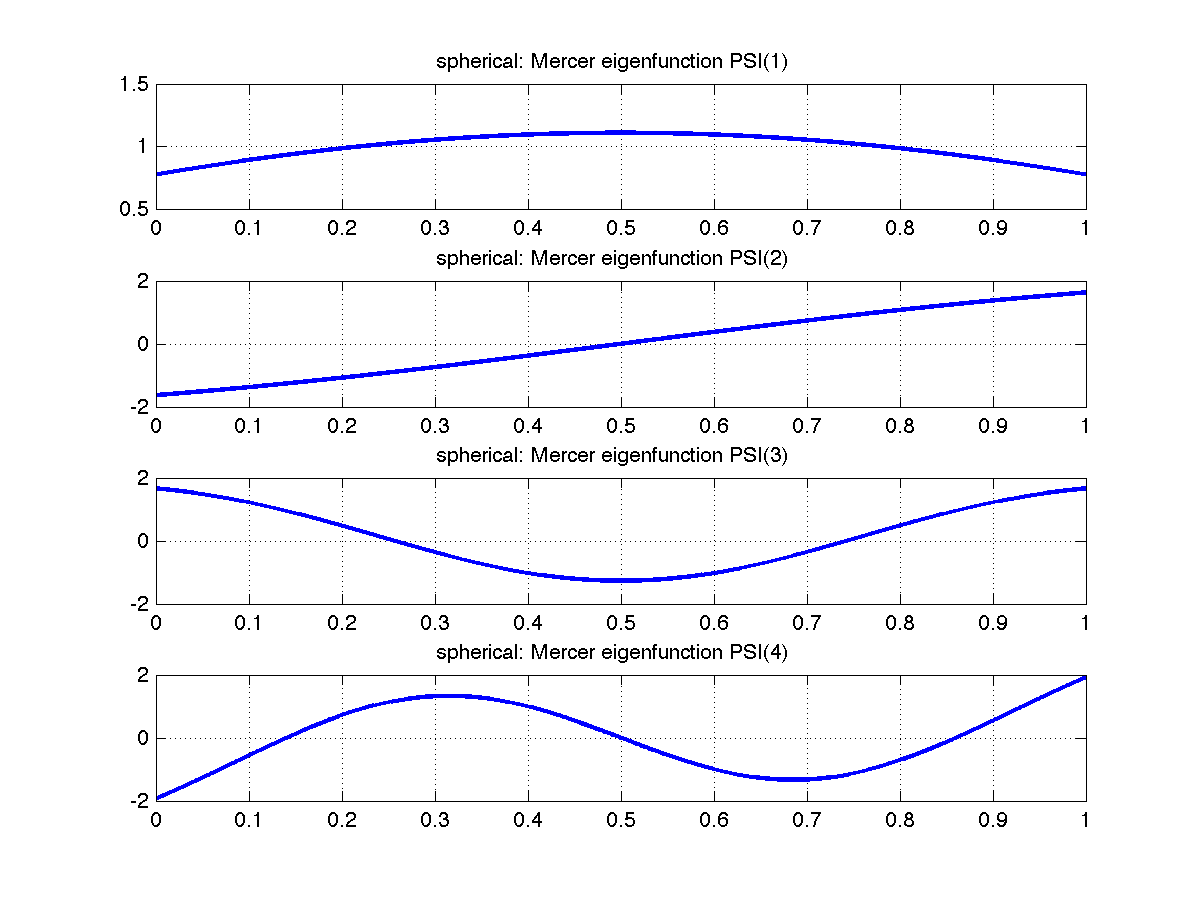 spherical: Mercer eigenfunction PSI(1)
1.5
1
0.5
0 0.1 0.2 0.3 0.4 0.5 0.6 0.7 0.8 0.9 1
spherical: Mercer eigenfunction PSI(2)
2
0
-2
0 0.1 0.2 0.3 0.4 0.5 0.6 0.7 0.8 0.9 1
spherical: Mercer eigenfunction PSI(3)
2
0
-2
0 0.1 0.2 0.3 0.4 0.5 0.6 0.7 0.8 0.9 1
spherical: Mercer eigenfunction PSI(4)
2
0
-2
0 0.1 0.2 0.3 0.4 0.5 0.6 0.7 0.8 0.9 1